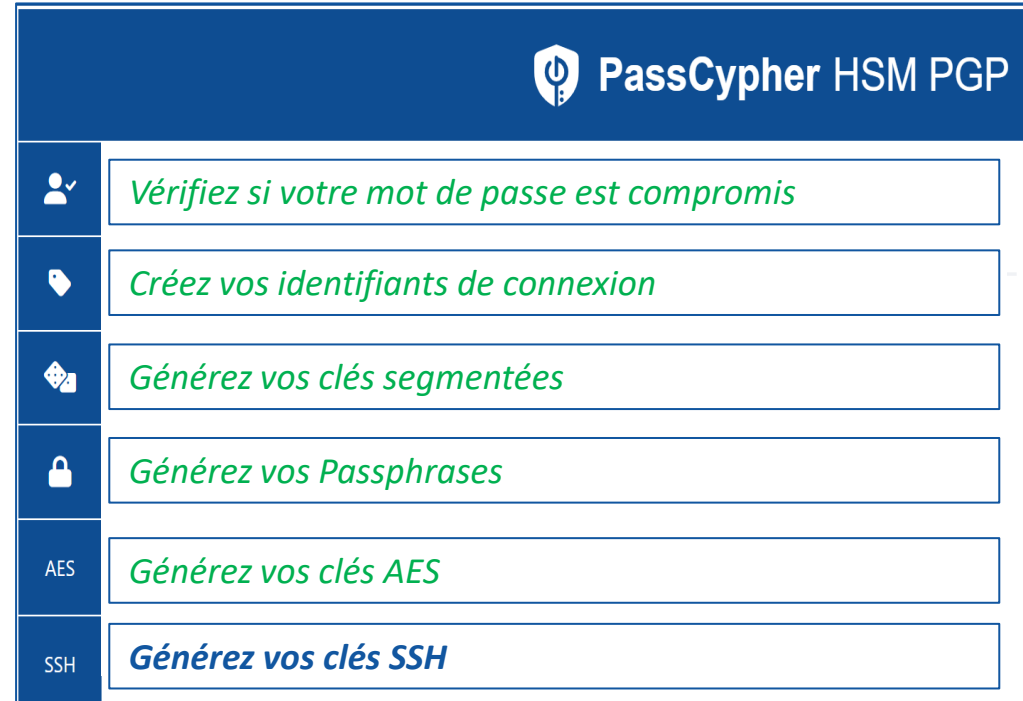 PassCypher HSM PGP
Vérifiez si votre mot de passe est compromis
Créez vos identifiants de connexion
Générez vos clés segmentées
Générez vos Passphrases
AES Générez vos clés AES
SSH Générez vos clés SSH